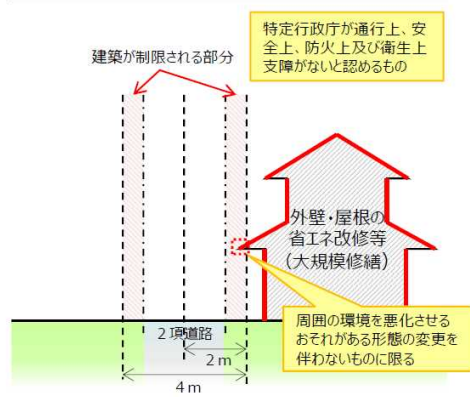 特定行政庁が通行上、安
全上、防火上及び衛生上
支障がないと認めるもの
建築が制限される部分
外壁・屋根の
省エネ改修等
（大規模修繕）
周囲の環境を悪化させる
おそれがある形態の変更を
伴わないものに限る
２項道路
２ｍ
４ｍ